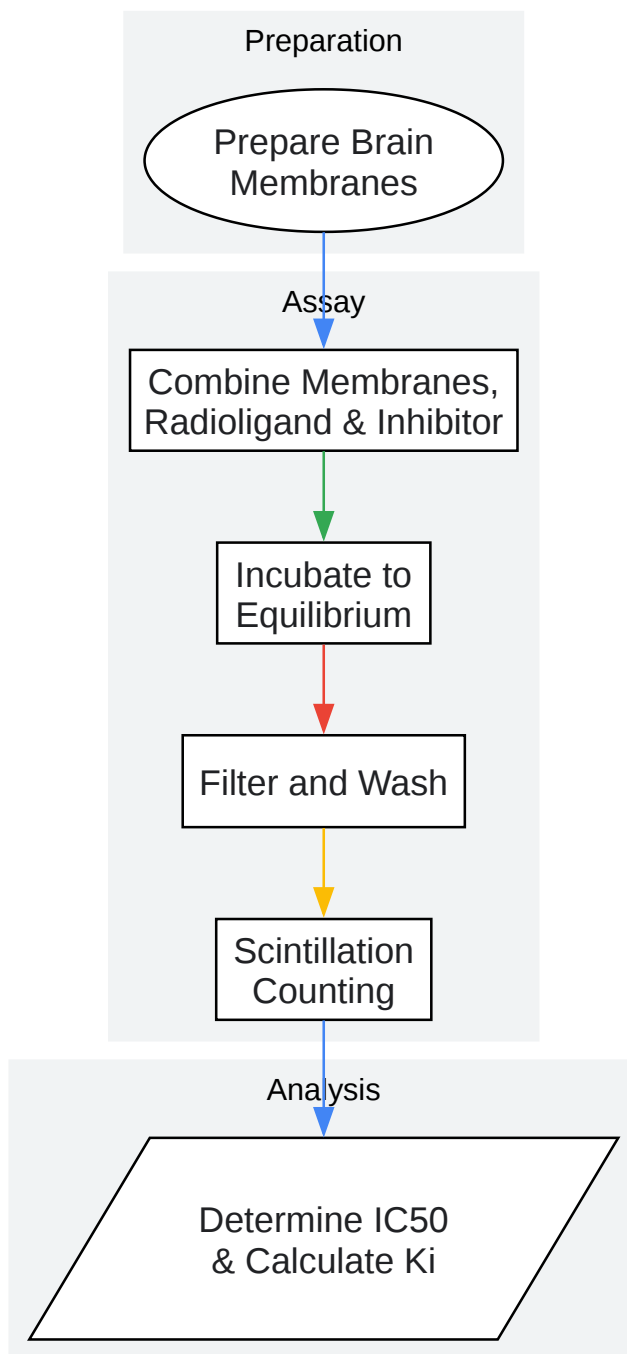 Preparation
Prepare Brain
Membranes
Assay
Combine Membranes,
Radioligand & Inhibitor
Incubate to
Equilibrium
Filter and Wash
Scintillation
Counting
Analysis
Determine IC50
& Calculate Ki